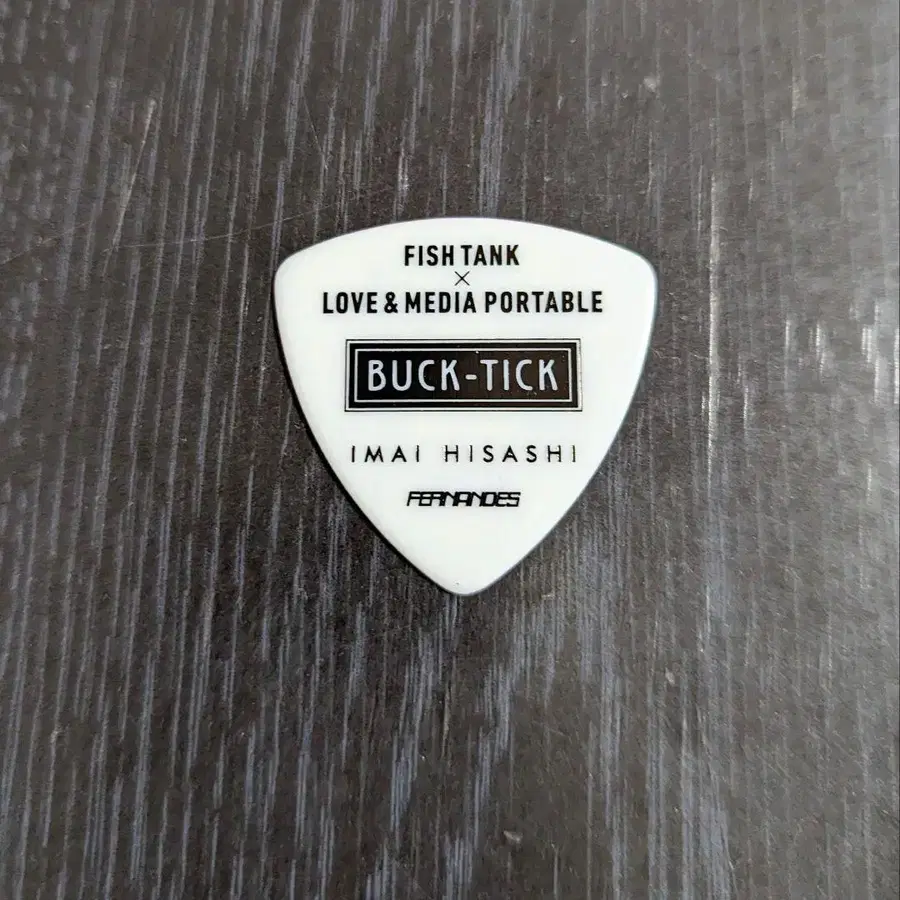 FISH TANK
×
LOVE & MEDIA PORTABLE
BUCK-TICK
IMAI HISASHI
FERNANDES